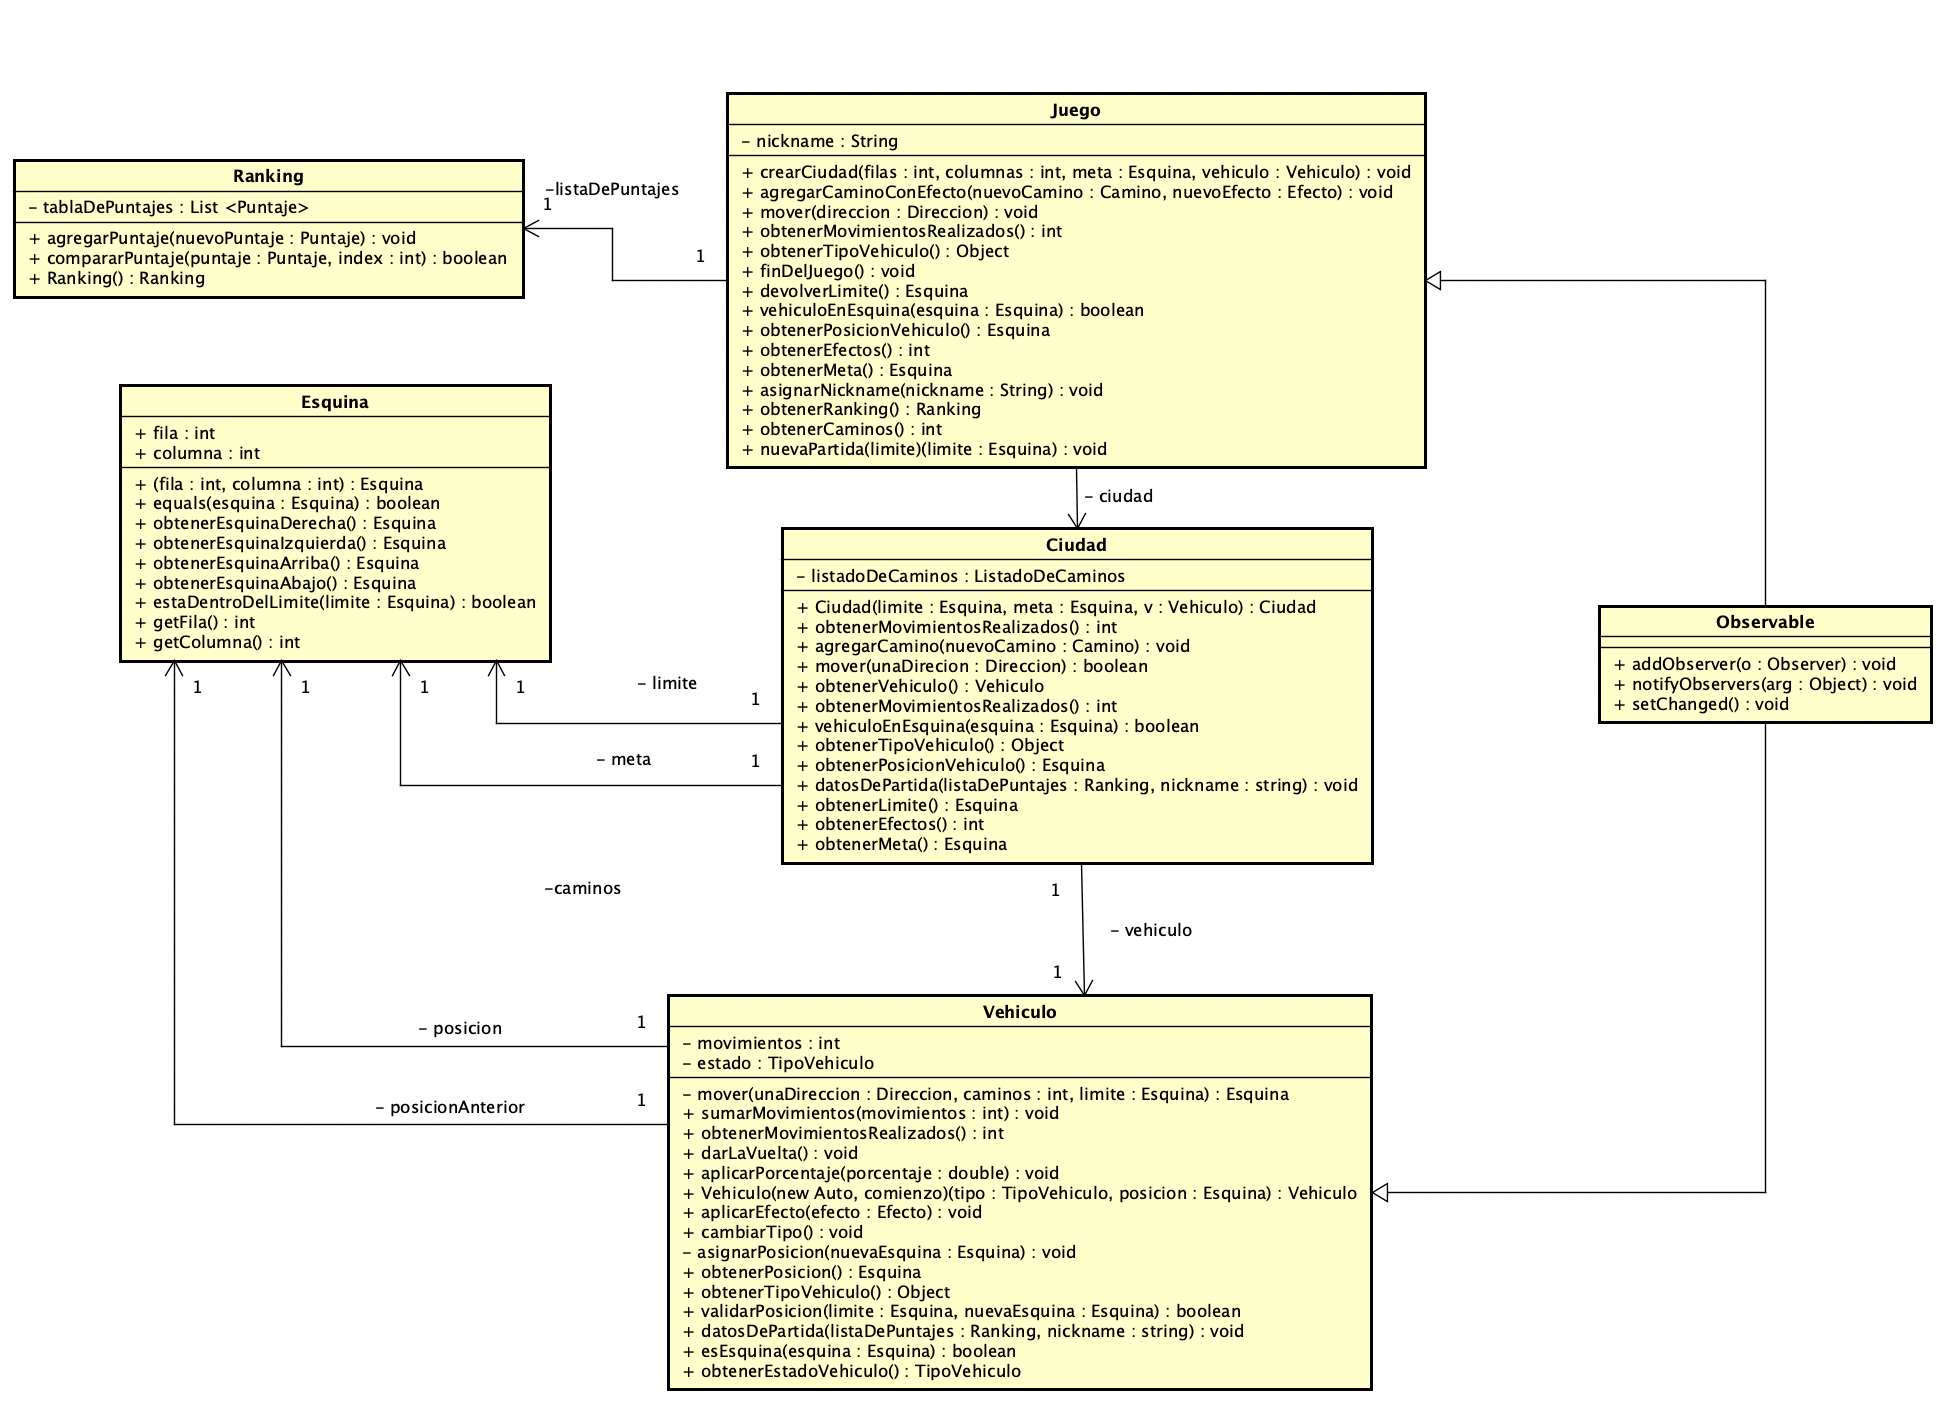 Juego
- nickname : String
+ crearCiudad(filas : int, columnas : int, meta : Esquina, vehiculo : Vehiculo) : void
+ agregarCaminoConEfecto(nuevoCamino : Camino, nuevoEfecto : Efecto) : void
+ mover(direccion : Direccion) : void
+ obtenerMovimientosRealizados() : int
+ obtenerTipoVehiculo() : Object
+ finDelJuego() : void
+ devolverLimite() : Esquina
+ vehiculoEnEsquina(esquina : Esquina) : boolean
+ obtenerPosicionVehiculo() : Esquina
+ obtenerEfectos() : int
+ obtenerMeta() : Esquina
+ asignarNickname(nickname : String) : void
+ obtenerRanking() : Ranking
+ obtenerCaminos() : int
+ nuevaPartida(limite)(limite : Esquina) : void
Ranking
- tablaDePuntajes : List <Puntaje>
+ agregarPuntaje(nuevoPuntaje : Puntaje) : void
+ compararPuntaje(puntaje : Puntaje, index : int) : boolean
+ Ranking() : Ranking
-listaDePuntajes
1
1
Esquina
+ fila : int
+ columna : int
+ (fila : int, columna : int) : Esquina
+ equals(esquina : Esquina) : boolean
+ obtenerEsquinaDerecha() : Esquina
+ obtenerEsquinaIzquierda() : Esquina
+ obtenerEsquinaArriba() : Esquina
+ obtenerEsquinaAbajo() : Esquina
+ estaDentroDelLimite(limite : Esquina) : boolean
+ getFila() : int
+ getColumna() : int
- ciudad
Ciudad
- listadoDeCaminos : ListadoDeCaminos
+ Ciudad(limite : Esquina, meta : Esquina, v : Vehiculo) : Ciudad
+ obtenerMovimientosRealizados() : int
+ agregarCamino(nuevoCamino : Camino) : void
+ mover(unaDirecion : Direccion) : boolean
+ obtenerVehiculo() : Vehiculo
+ obtenerMovimientosRealizados() : int
+ vehiculoEnEsquina(esquina : Esquina) : boolean
+ obtenerTipoVehiculo() : Object
+ obtenerPosicionVehiculo() : Esquina
+ datosDePartida(listaDePuntajes : Ranking, nickname : string) : void
+ obtenerLimite() : Esquina
+ obtenerEfectos() : int
+ obtenerMeta() : Esquina
Observable
+ addObserver(o : Observer) : void
+ notifyObservers(arg : Object) : void
+ setChanged() : void
1
1
1
1
- limite
1
- meta
1
-caminos
1
- vehiculo
1
- posicion
1
- posicionAnterior
1
Vehiculo
- movimientos : int
- estado : TipoVehiculo
- mover(unaDireccion : Direccion, caminos : int, limite : Esquina) : Esquina
+ sumarMovimientos(movimientos : int) : void
+ obtenerMovimientosRealizados() : int
+ darLaVuelta() : void
+ aplicarPorcentaje(porcentaje : double) : void
+ Vehiculo(new Auto, comienzo)(tipo : TipoVehiculo, posicion : Esquina) : Vehiculo
+ aplicarEfecto(efecto : Efecto) : void
+ cambiarTipo() : void
- asignarPosicion(nuevaEsquina : Esquina) : void
+ obtenerPosicion() : Esquina
+ obtenerTipoVehiculo() : Object
+ validarPosicion(limite : Esquina, nuevaEsquina : Esquina) : boolean
+ datosDePartida(listaDePuntajes : Ranking, nickname : string) : void
+ esEsquina(esquina : Esquina) : boolean
+ obtenerEstadoVehiculo() : TipoVehiculo